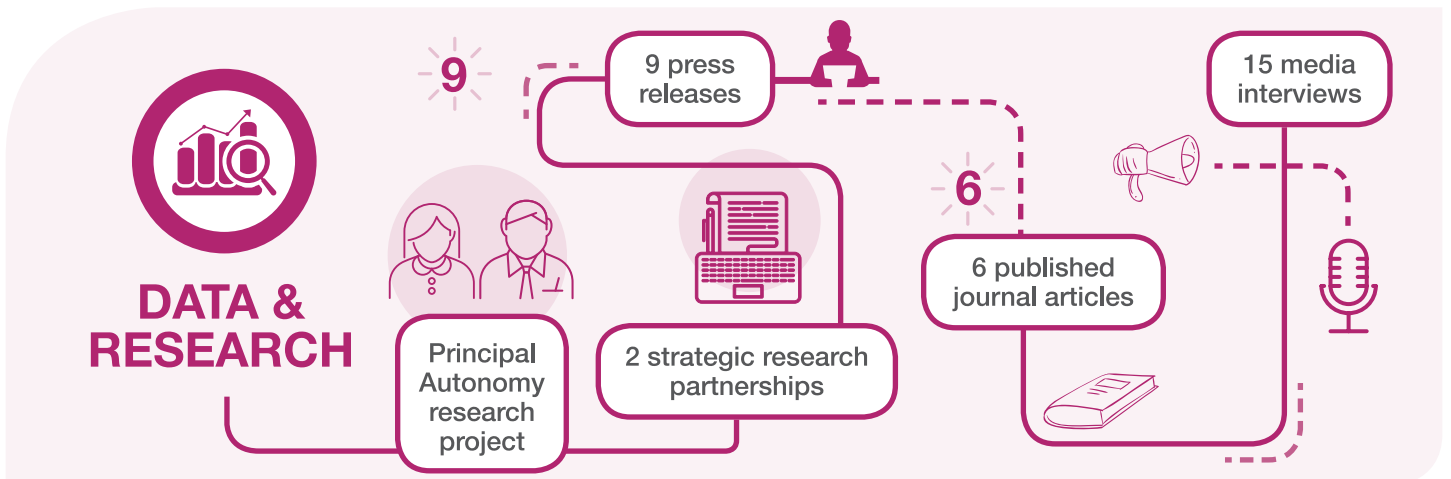 DATA &
RESEARCH
Principal
Autonomy
research
project
2 strategic research
partnerships
9
9 press
releases
6
6 published
journal articles
15 media
interviews